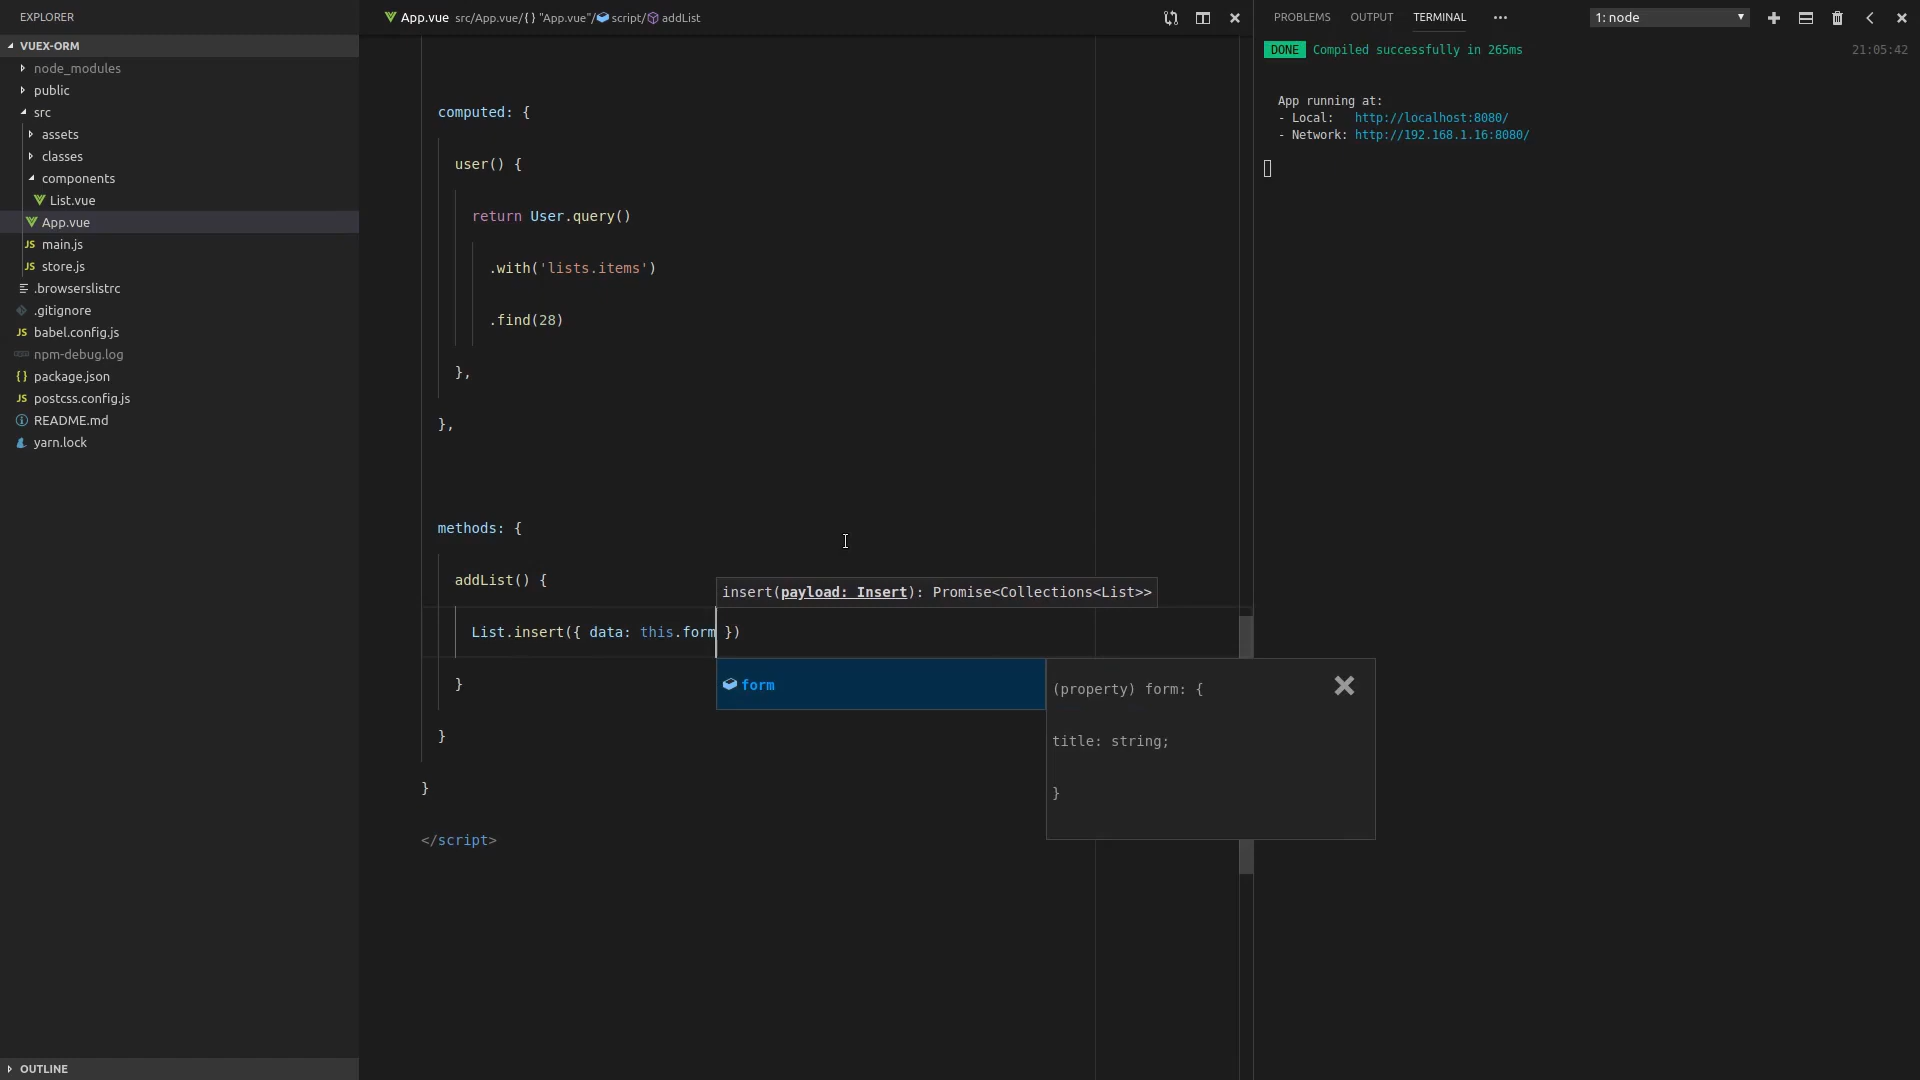 EXPLORER
VUEX-ORM
node_modules
public
src
assets
classes
components
List.vue
App.vue
main.js
store.js
.browserslistrc
.gitignore
babel.config.js
npm-debug.log
package.json
postcss.config.js
README.md
yarn.lock
OUTLINE
App.vue src/App.vue/{ } "App.vue"/script/addList
computed: {
user() {
return User.query()
.with('lists.items')
.find(28)
},
},
methods: {
addList() {
insert(payload: Insert): Promise<Collections<List>>
List.insert({ data: this.form })
form
(property) form: {
title: string;
}
}
}
}
</script>
PROBLEMS OUTPUT TERMINAL ••• 1: node
DONE Compiled successfully in 265ms 21:05:42
App running at:
- Local: http://localhost:8080/
- Network: http://192.168.1.16:8080/